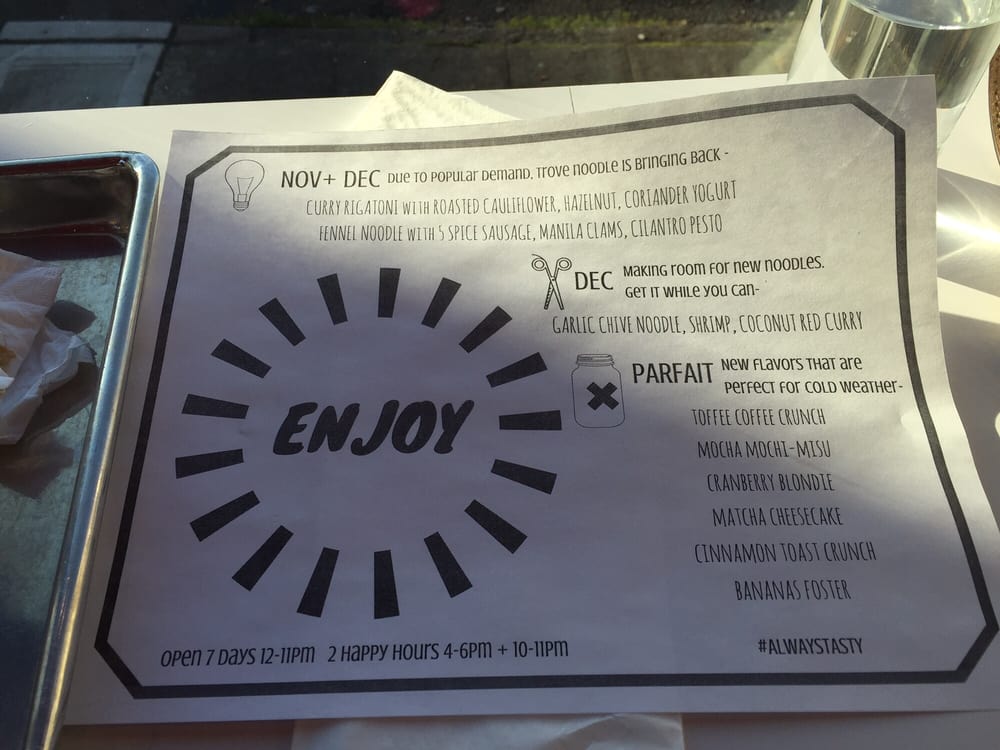 NOV + DEC DUE TO POPULAR DEMAND, TROVE NOODLE IS BRINGING BACK -
CURRY RIGATONI WITH ROASTED CAULIFLOWER, HAZELNUT, CORIANDER YOGURT
FENNEL NOODLE WITH 5 SPICE SAUSAGE, MANILA CLAMS, CILANTRO PESTO
DEC MAKING ROOM FOR NEW NOODLES.
GET IT WHILE YOU CAN-
GARLIC CHIVE NOODLE, SHRIMP, COCONUT RED CURRY
ENJOY
PARFAIT NEW FLAVORS THAT ARE
PERFECT FOR COLD WEATHER-
TOFFEE COFFEE CRUNCH
MOCHA MOCHI-MISU
CRANBERRY BLONDIE
MATCHA CHEESECAKE
CINNAMON TOAST CRUNCH
BANANAS FOSTER
OPEN 7 DAYS 12-11PM 2 HAPPY HOURS 4-6PM + 10-11PM
#ALWAYSTASTY